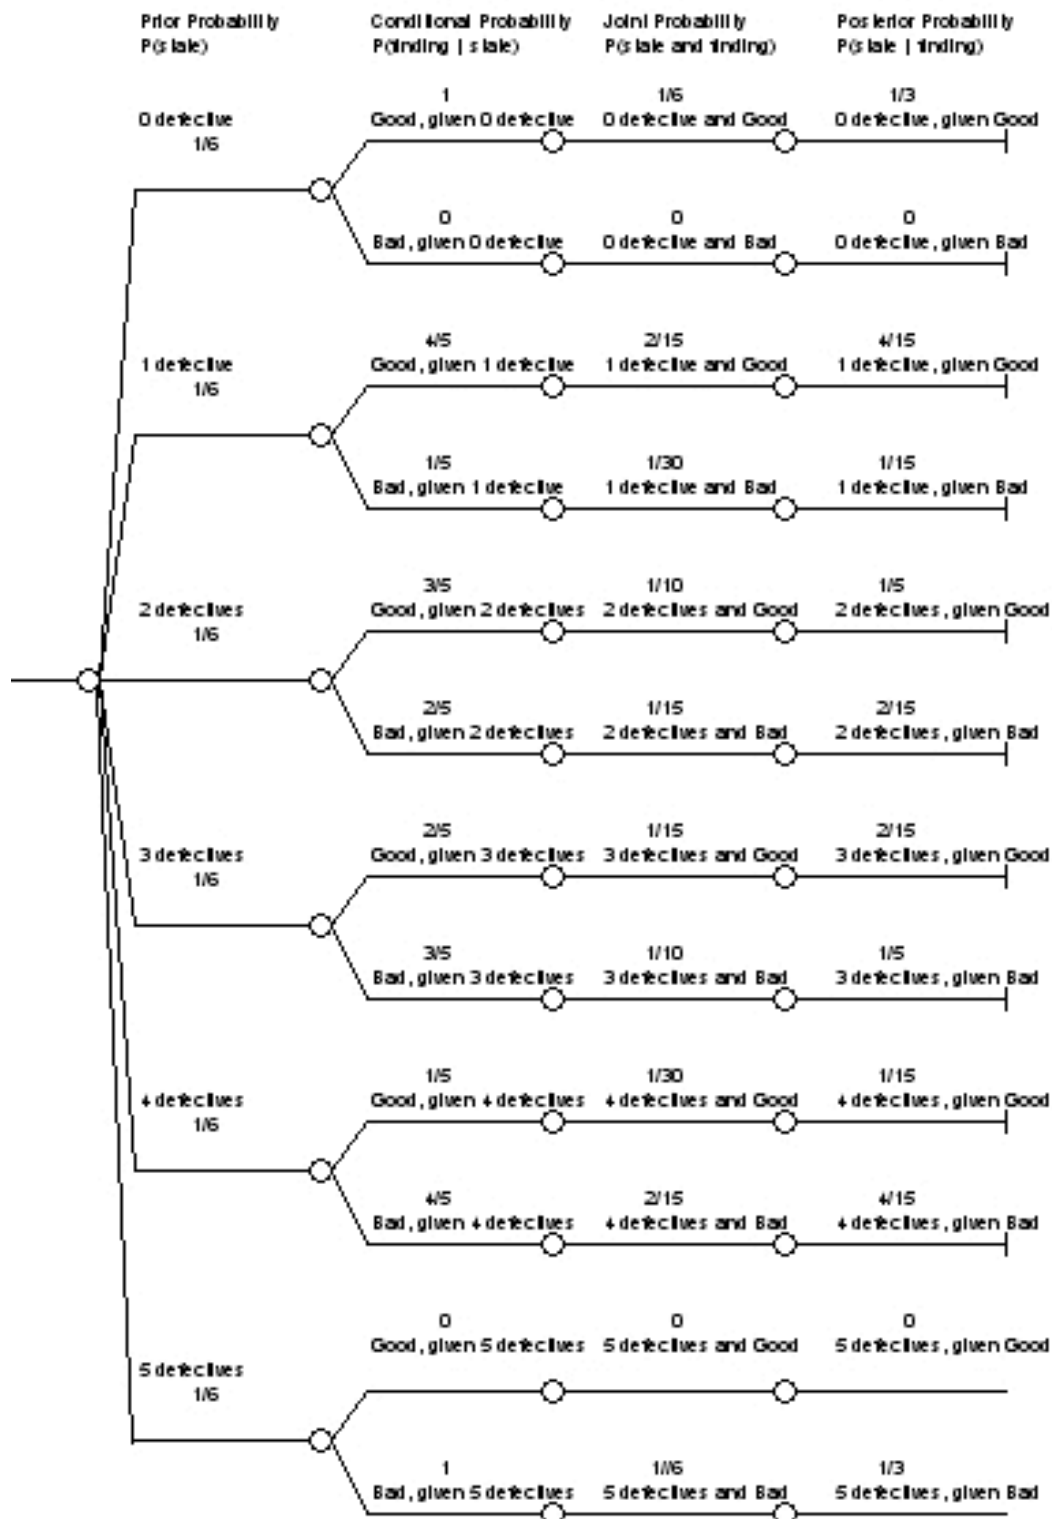 Prior Probability Conditional Probability Joint Probability Posterior Probability
P(state) P(finding | state) P(state and finding) P(state | finding)
1 1/6 1/3
0 defective Good, given 0 defective 0 defective and Good 0 defective, given Good
1/6
0 0 0
Bad, given 0 defective 0 defective and Bad 0 defective, given Bad
4/5 2/15 4/15
1 defective Good, given 1 defective 1 defective and Good 1 defective, given Good
1/6
1/5 1/30 1/15
Bad, given 1 defective 1 defective and Bad 1 defective, given Bad
3/5 1/10 1/5
2 defectives Good, given 2 defectives 2 defectives and Good 2 defectives, given Good
1/6
2/5 1/15 2/15
Bad, given 2 defectives 2 defectives and Bad 2 defectives, given Bad
2/5 1/15 2/15
3 defectives Good, given 3 defectives 3 defectives and Good 3 defectives, given Good
1/6
3/5 1/10 1/5
Bad, given 3 defectives 3 defectives and Bad 3 defectives, given Bad
1/5 1/30 1/15
4 defectives Good, given 4 defectives 4 defectives and Good 4 defectives, given Good
1/6
4/5 2/15 4/15
Bad, given 4 defectives 4 defectives and Bad 4 defectives, given Bad
0 0 0
Good, given 5 defectives 5 defectives and Good 5 defectives, given Good
5 defectives
1/6
1 1//6 1/3
Bad, given 5 defectives 5 defectives and Bad 5 defectives, given Bad